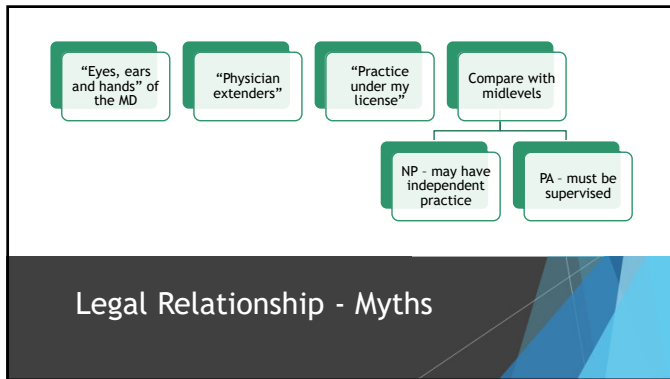 “Eyes, ears
and hands” of
the MD
“Physician
extenders”
“Practice
under my
license”
Compare with
midlevels
NP – may have
independent
practice
PA – must be
supervised
Legal Relationship - Myths